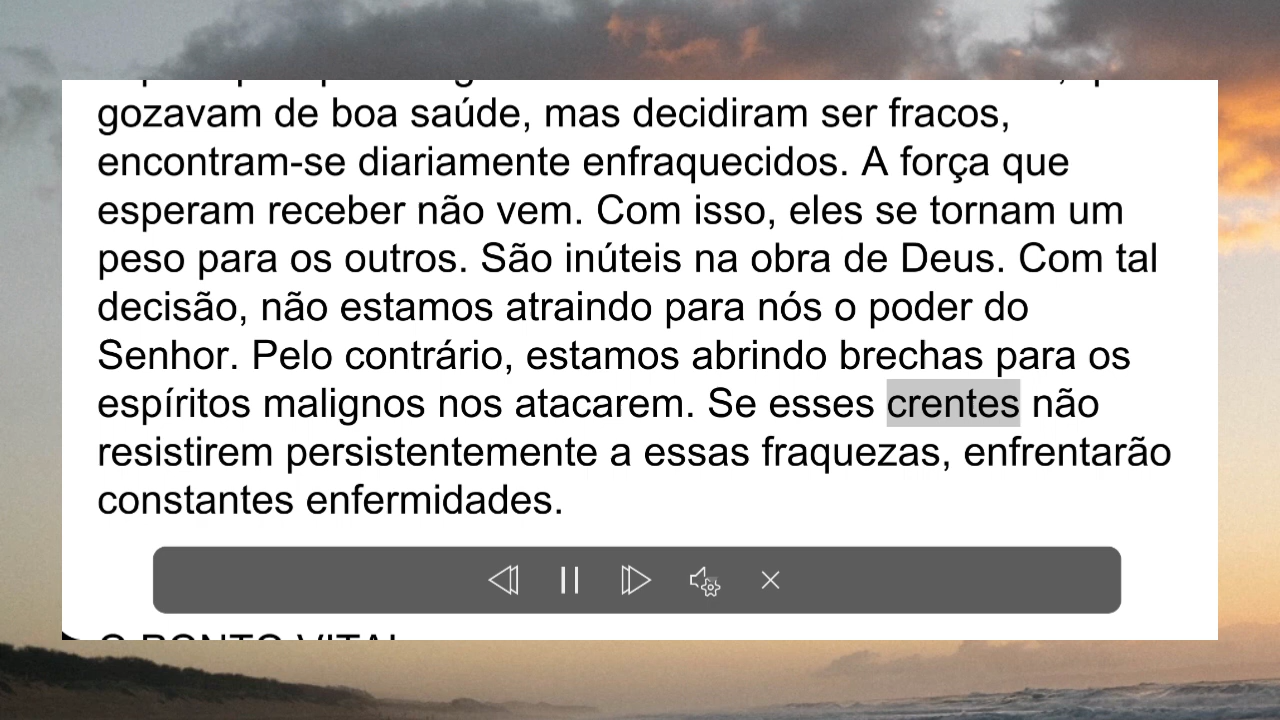 gozavam de boa saúde, mas decidiram ser fracos,
encontram-se diariamente enfraquecidos. A força que
esperam receber não vem. Com isso, eles se tornam um
peso para os outros. São inúteis na obra de Deus. Com tal
decisão, não estamos atraindo para nós o poder do
Senhor. Pelo contrário, estamos abrindo brechas para os
espíritos malignos nos atacarem. Se esses crentes não
resistirem persistentemente a essas fraquezas, enfrentarão
constantes enfermidades.
O PONTO VITAL